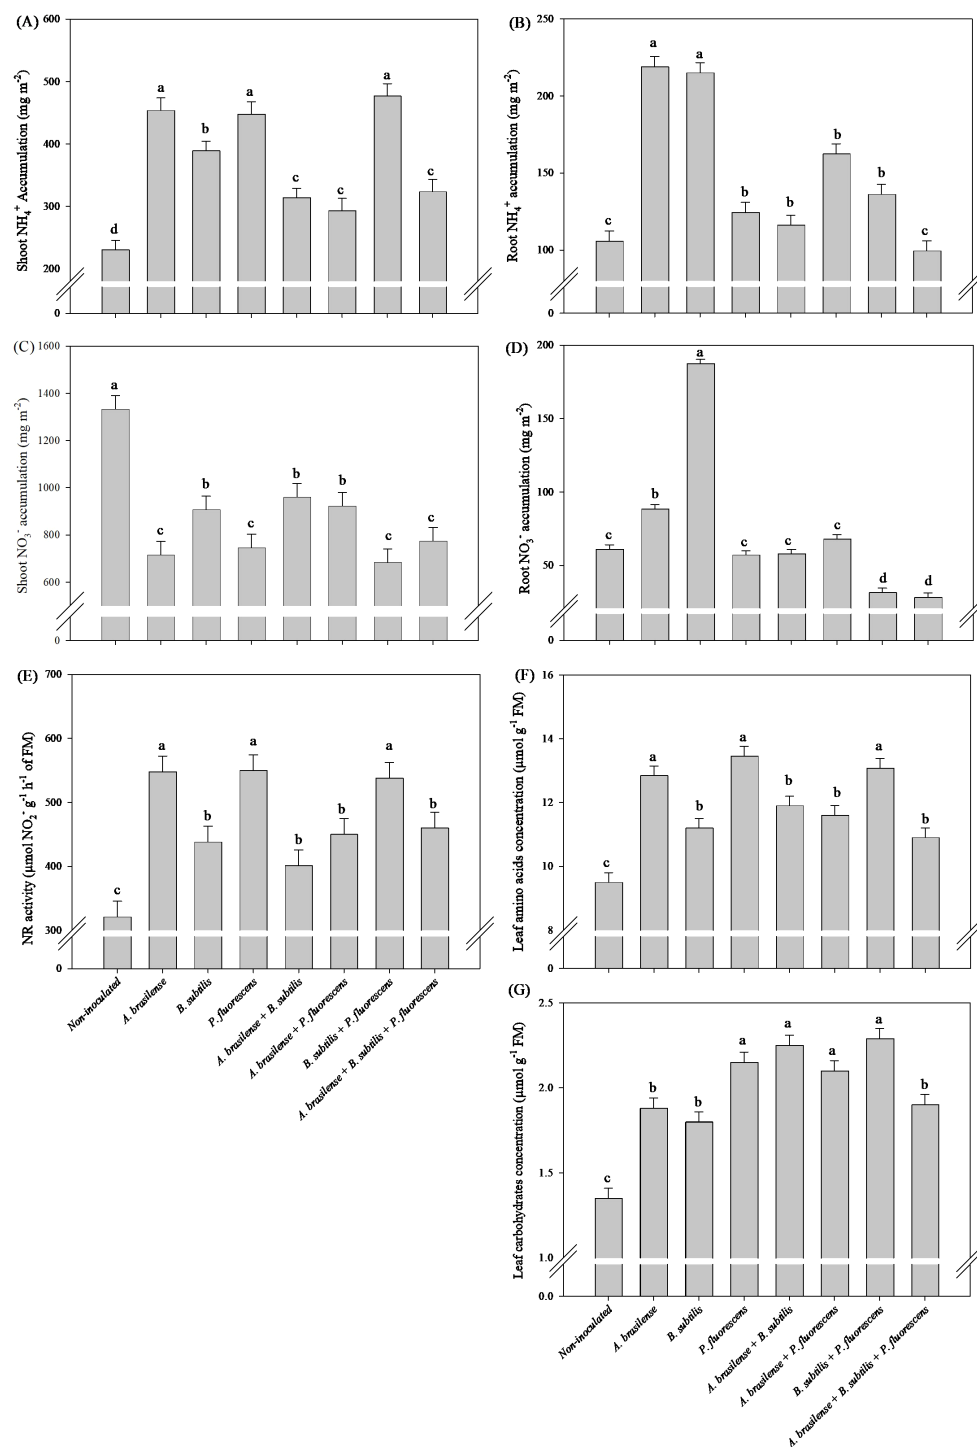 (A)
Shoot NH4+ Accumulation (mg m-2)
600
500
400
300
200
0
d
a
b
a
c
c
a
c
(B)
Root NH4+ accumulation (mg m-2)
250
200
150
100
0
c
a
a
b
b
b
b
c
(C)
Shoot NO3- accumulation (mg m-2)
1600
1400
1200
1000
800
600
0
a
c
b
c
b
b
c
c
(D)
Root NO3- accumulation (mg m-2)
200
150
100
50
0
c
b
a
c
c
c
d
d
(E)
NR activity (µmol NO2- g-1 h-1 of FM)
700
600
500
400
300
0
c
a
b
a
b
b
a
b
Non-inoculated
A. brasilense
B. subtilis
P. fluorescens
A. brasilense + B. subtilis
A. brasilense + P. fluorescens
B. subtilis + P. fluorescens
A. brasilense + B. subtilis + P. fluorescens
(F)
Leaf amino acids concentration (µmol g-1 FM)
16
14
12
10
8
0
c
a
b
a
b
b
a
b
(G)
Leaf carbohydrates concentration (µmol g-1 FM)
2.5
2.0
1.5
1.0
0.0
c
b
b
a
a
a
a
b
Non-inoculated
A. brasilense
B. subtilis
P. fluorescens
A. brasilense + B. subtilis
A. brasilense + P. fluorescens
B. subtilis + P. fluorescens
A. brasilense + B. subtilis + P. fluorescens